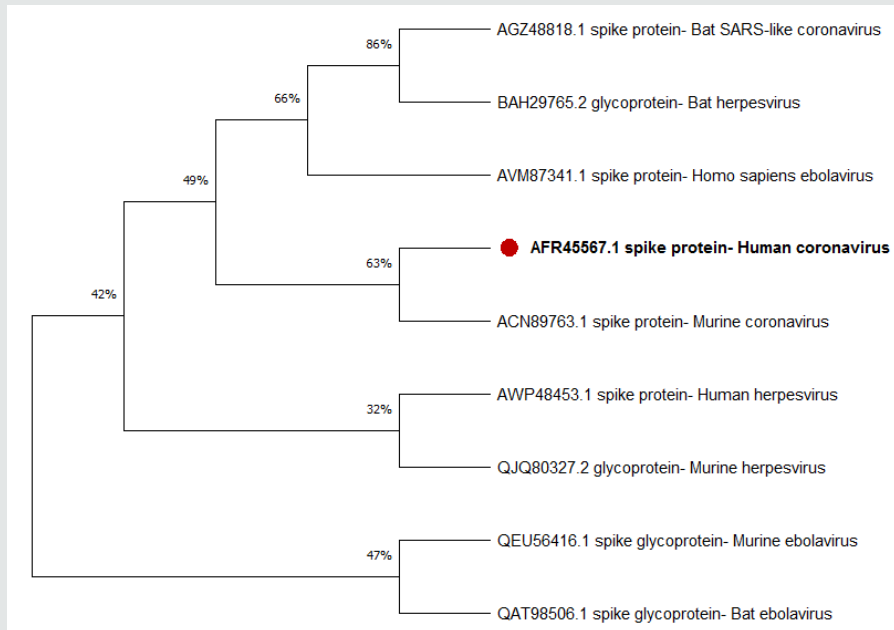 86%
AGZ48818.1 spike protein- Bat SARS-like coronavirus
66%
BAH29765.2 glycoprotein- Bat herpesvirus
49%
AVM87341.1 spike protein- Homo sapiens ebolavirus
AFR45567.1 spike protein- Human coronavirus
63%
42%
ACN89763.1 spike protein- Murine coronavirus
32%
AWP48453.1 spike protein- Human herpesvirus
QJQ80327.2 glycoprotein- Murine herpesvirus
47%
QEU56416.1 spike glycoprotein- Murine ebolavirus
QAT98506.1 spike glycoprotein- Bat ebolavirus